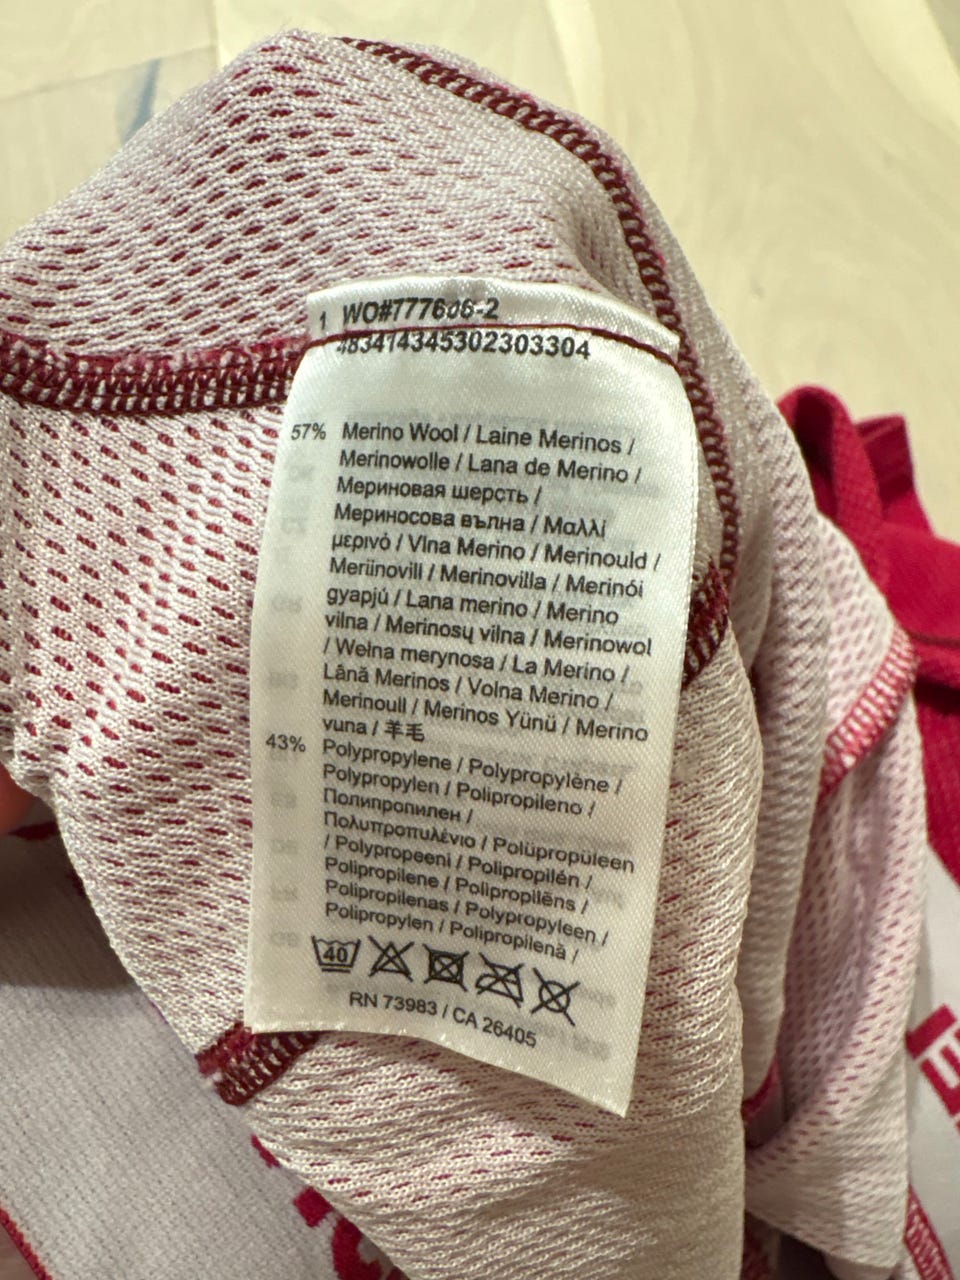 1 WO#777606-2
483414345302303304
57% Merino Wool / Laine Merinos /
Merinowolle / Lana de Merino /
Мериновая шерсть /
Мериносова вълна / Μαλλί
μερινό / Vlna Merino / Merinould /
Meriinovill / Merinovilla / Merinói
gyapjú / Lana merino / Merino
vilna / Merinosų vilna / Merinowol
/ Wełna merynosa / La Merino /
Lână Merinos / Volna Merino /
Merinoull / Merinos Yünü / Merino
vuna / 羊毛
43% Polypropylene / Polypropylène /
Polypropylen / Polipropileno /
Полипропилен /
Πολυπροπυλένιο / Polüpropüleen
/ Polypropeeni / Polipropilén /
Polipropilene / Polipropilēns /
Polipropilenas / Polypropyleen /
Polipropylen / Polipropilenă /
40
RN 73983 / CA 26405